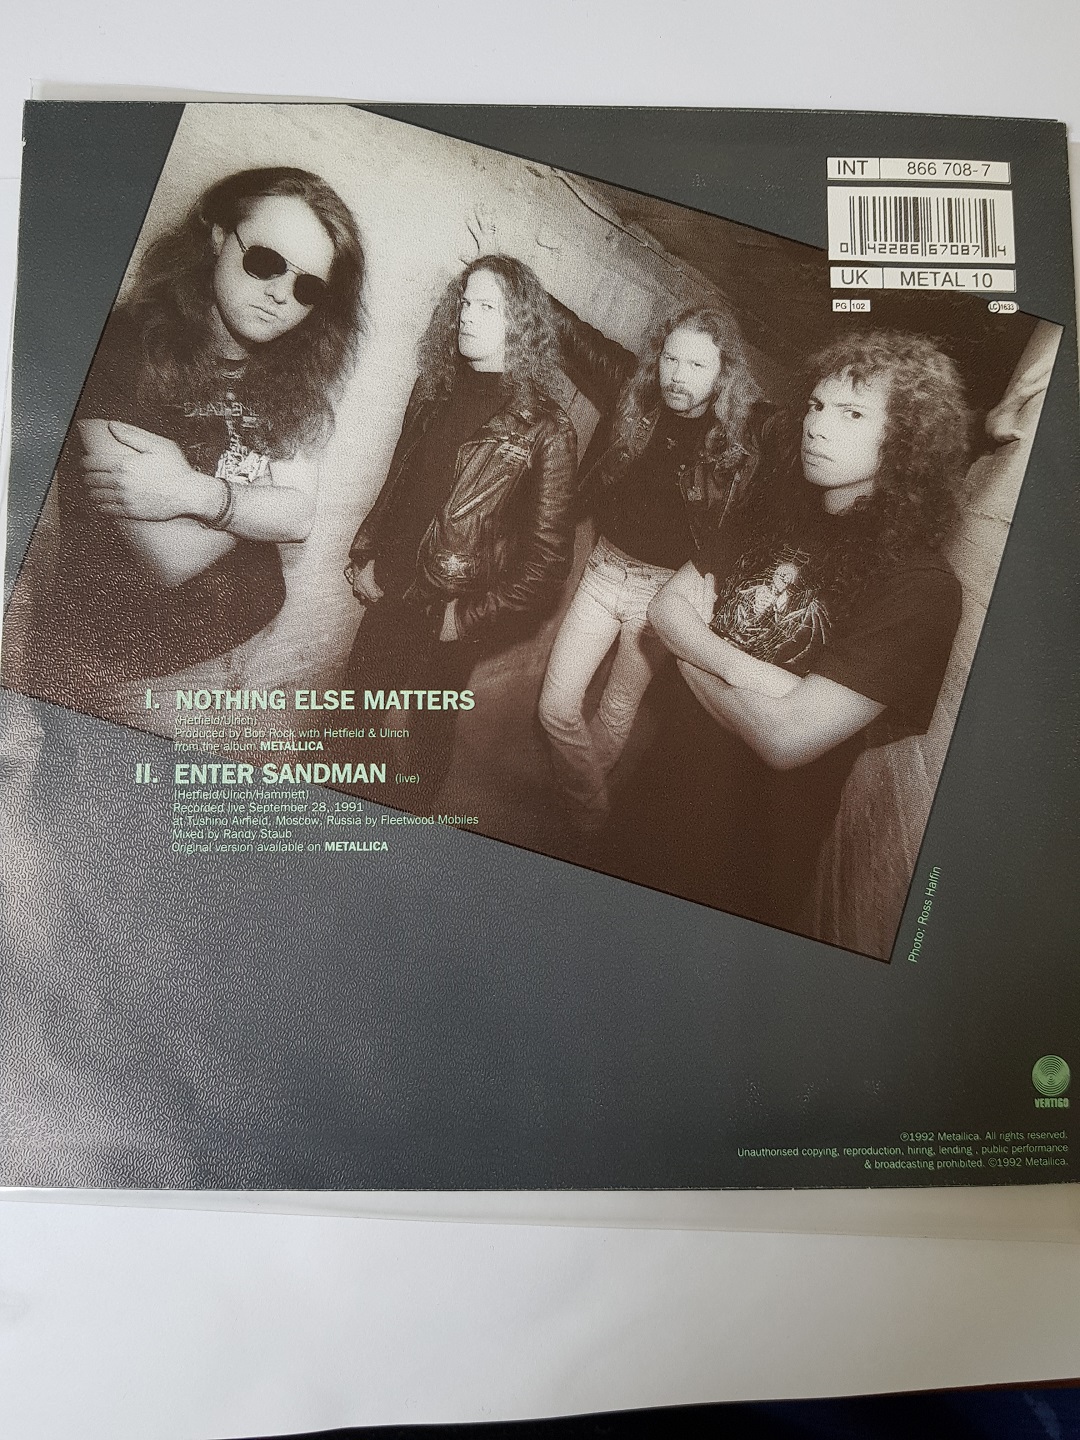 INT 866 708-7
0 42286 67087 4
UK METAL 10
PG 102 LC 1633
I. NOTHING ELSE MATTERS
(Hetfield/Ulrich)
Produced by Bob Rock with Hetfield & Ulrich
from the album METALLICA
II. ENTER SANDMAN (live)
(Hetfield/Ulrich/Hammett)
Recorded live September 28, 1991
at Tushino Airfield, Moscow, Russia by Fleetwood Mobiles
Mixed by Randy Staub
Original version available on METALLICA
Photo: Ross Halfin
VERTIGO
℗1992 Metallica. All rights reserved.
Unauthorised copying, reproduction, hiring, lending , public performance
& broadcasting prohibited. ©1992 Metallica.